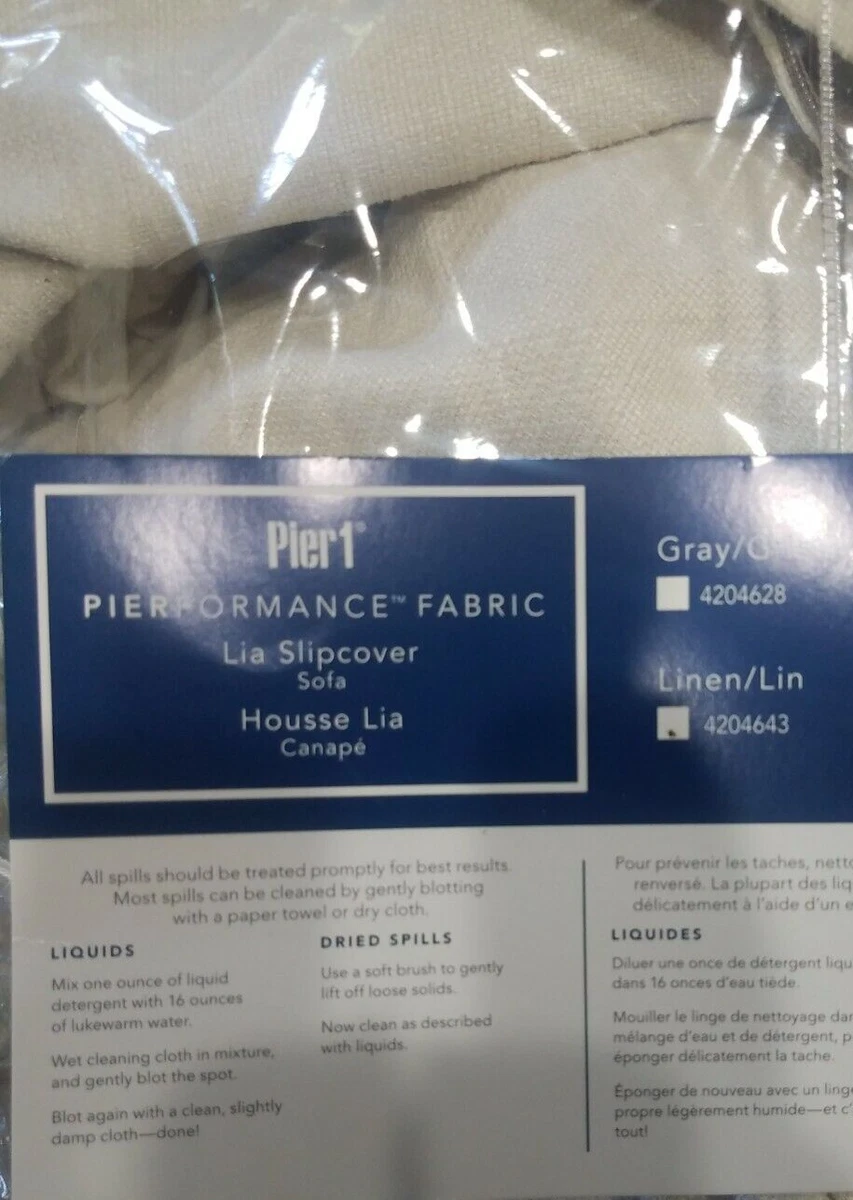 Pier1®
PIERFORMANCE™ FABRIC
Lia Slipcover
Sofa
Housse Lia
Canapé
Gray/G
4204628
Linen/Lin
4204643
All spills should be treated promptly for best results.
Most spills can be cleaned by gently blotting
with a paper towel or dry cloth.
LIQUIDS
Mix one ounce of liquid
detergent with 16 ounces
of lukewarm water.
Wet cleaning cloth in mixture,
and gently blot the spot.
Blot again with a clean, slightly
damp cloth—done!
DRIED SPILLS
Use a soft brush to gently
lift off loose solids.
Now clean as described
with liquids.
Pour prévenir les taches, netto
renversé. La plupart des liq
délicatement à l'aide d'un e
LIQUIDES
Diluer une once de détergent liqu
dans 16 onces d'eau tiède.
Mouiller le linge de nettoyage dar
mélange d'eau et de détergent, p
éponger délicatement la tache.
Éponger de nouveau avec un linge
propre légèrement humide—et c'
tout!